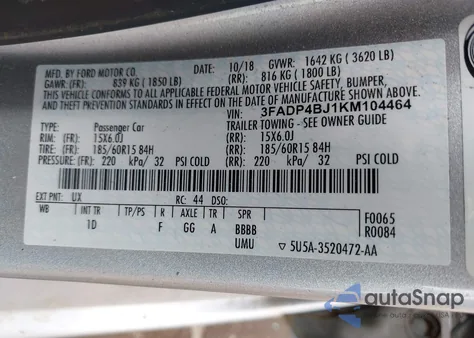 MFD. BY FORD MOTOR CO. 10/18 GVWR: 1642 KG ( 3620 LB)
GAWR: (FR): 839 KG ( 1850 LB) (RR): 816 KG ( 1800 LB)
THIS VEHICLE CONFORMS TO ALL APPLICABLE FEDERAL MOTOR VEHICLE SAFETY, BUMPER,
AND THEFT PREVENTION STANDARDS IN EFFECT ON THE DATE OF MANUFACTURE SHOWN ABOVE.
VIN: 3FADP4BJ1KM104464
TYPE: Passenger Car TRAILER TOWING - SEE OWNER GUIDE
RIM: (FR): 15X6.0J (RR): 15X6.0J
TIRES: (FR): 185/60R15 84H (RR): 185/60R15 84H
PRESSURE: (FR): 220 kPa/ 32 PSI COLD (RR): 220 kPa/ 32 PSI COLD
EXT PNT: UX RC: 44 DSO: F0065
WB INT TR TP/PS R AXLE TR SPR R0084
1D F GG A BBBB
UMU ▽ 5U5A-3520472-AA
autaSnap